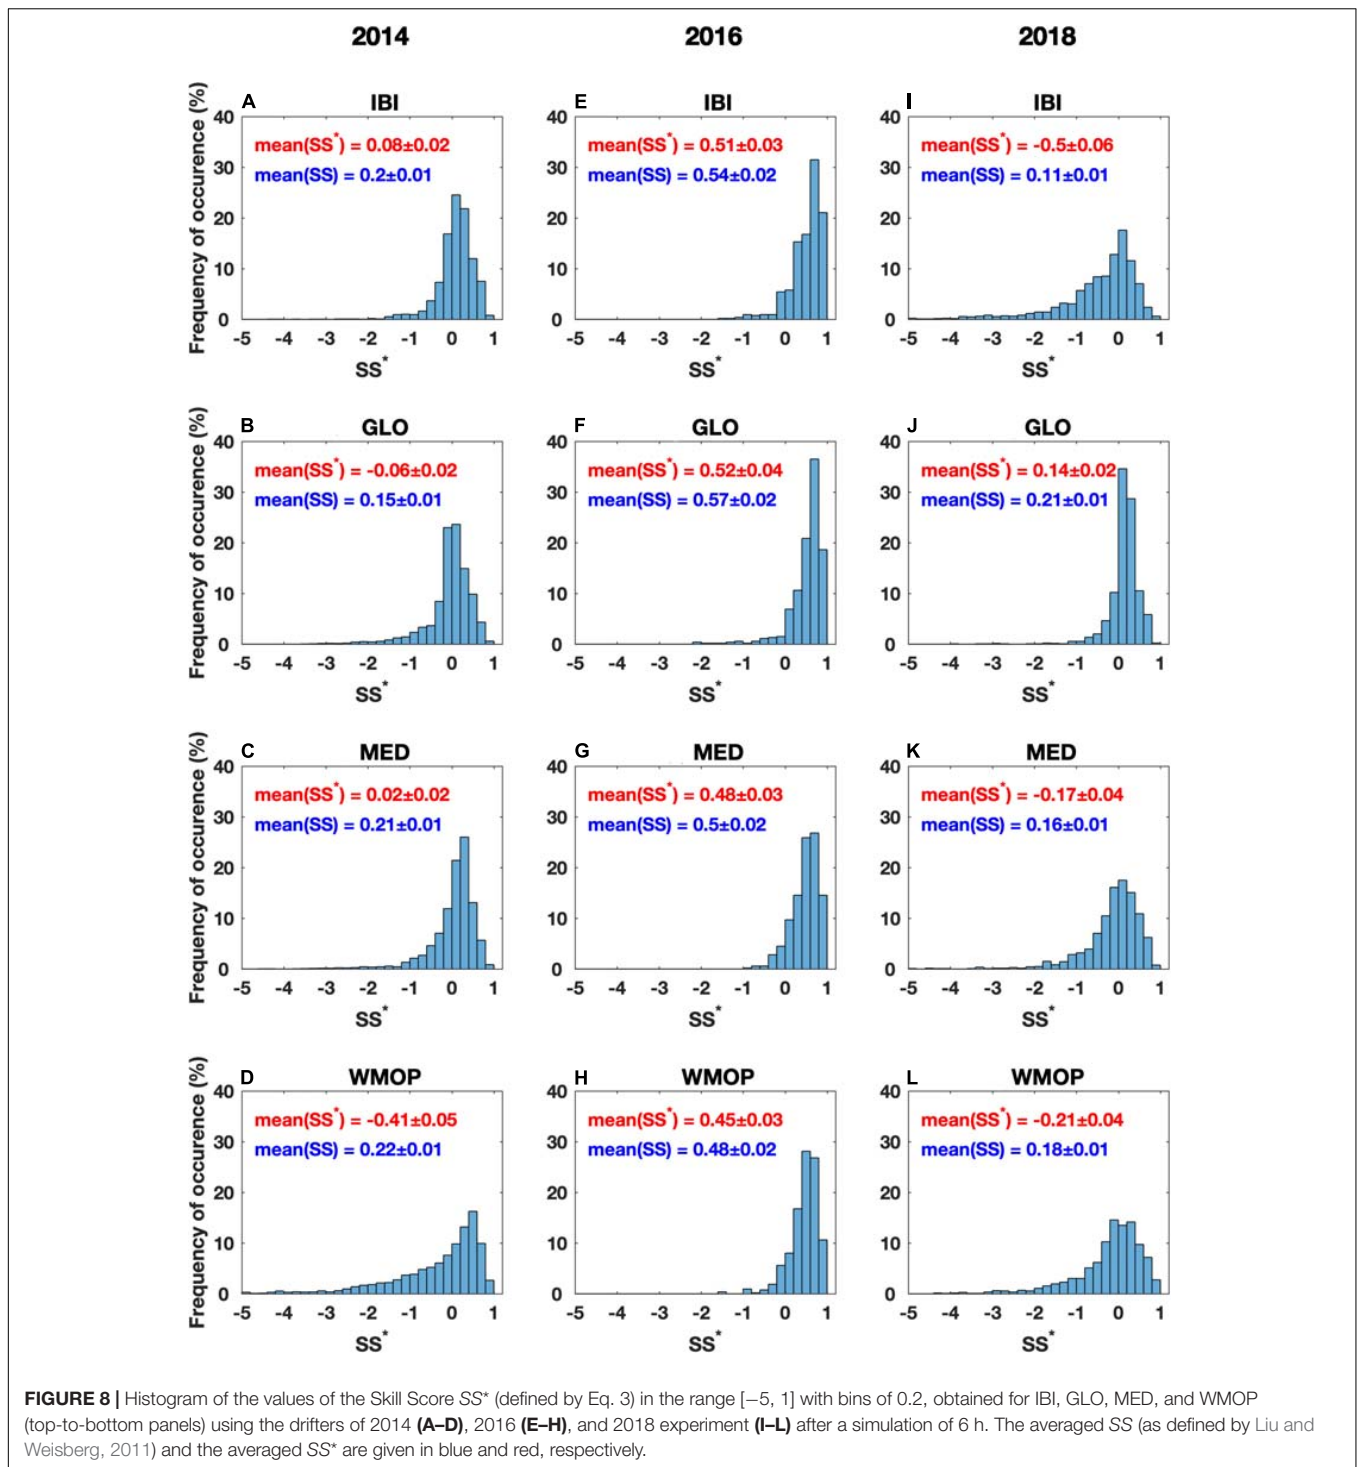 2014 2016 2018
A IBI E IBI I IBI
Frequency of occurence (%)
40 40 40
mean(SS*) = 0.08±0.02 mean(SS*) = 0.51±0.03 mean(SS*) = -0.5±0.06
30 30 30
mean(SS) = 0.2±0.01 mean(SS) = 0.54±0.02 mean(SS) = 0.11±0.01
20 20 20
10 10 10
0 0 0
-5 -4 -3 -2 -1 0 1 -5 -4 -3 -2 -1 0 1 -5 -4 -3 -2 -1 0 1
SS* SS* SS*
B GLO F GLO J GLO
Frequency of occurence (%)
40 40 40
mean(SS*) = -0.06±0.02 mean(SS*) = 0.52±0.04 mean(SS*) = 0.14±0.02
30 30 30
mean(SS) = 0.15±0.01 mean(SS) = 0.57±0.02 mean(SS) = 0.21±0.01
20 20 20
10 10 10
0 0 0
-5 -4 -3 -2 -1 0 1 -5 -4 -3 -2 -1 0 1 -5 -4 -3 -2 -1 0 1
SS* SS* SS*
C MED G MED K MED
Frequency of occurence (%)
40 40 40
mean(SS*) = 0.02±0.02 mean(SS*) = 0.48±0.03 mean(SS*) = -0.17±0.04
30 30 30
mean(SS) = 0.21±0.01 mean(SS) = 0.5±0.02 mean(SS) = 0.16±0.01
20 20 20
10 10 10
0 0 0
-5 -4 -3 -2 -1 0 1 -5 -4 -3 -2 -1 0 1 -5 -4 -3 -2 -1 0 1
SS* SS* SS*
D WMOP H WMOP L WMOP
Frequency of occurence (%)
40 40 40
mean(SS*) = -0.41±0.05 mean(SS*) = 0.45±0.03 mean(SS*) = -0.21±0.04
30 30 30
mean(SS) = 0.22±0.01 mean(SS) = 0.48±0.02 mean(SS) = 0.18±0.01
20 20 20
10 10 10
0 0 0
-5 -4 -3 -2 -1 0 1 -5 -4 -3 -2 -1 0 1 -5 -4 -3 -2 -1 0 1
SS* SS* SS*
FIGURE 8 | Histogram of the values of the Skill Score SS* (defined by Eq. 3) in the range [−5, 1] with bins of 0.2, obtained for IBI, GLO, MED, and WMOP
(top-to-bottom panels) using the drifters of 2014 (A–D), 2016 (E–H), and 2018 experiment (I–L) after a simulation of 6 h. The averaged SS (as defined by Liu and
Weisberg, 2011) and the averaged SS* are given in blue and red, respectively.